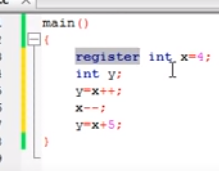 main()
{
register int x=4;
int y;
y=x++;
x--;
y=x+5;
}